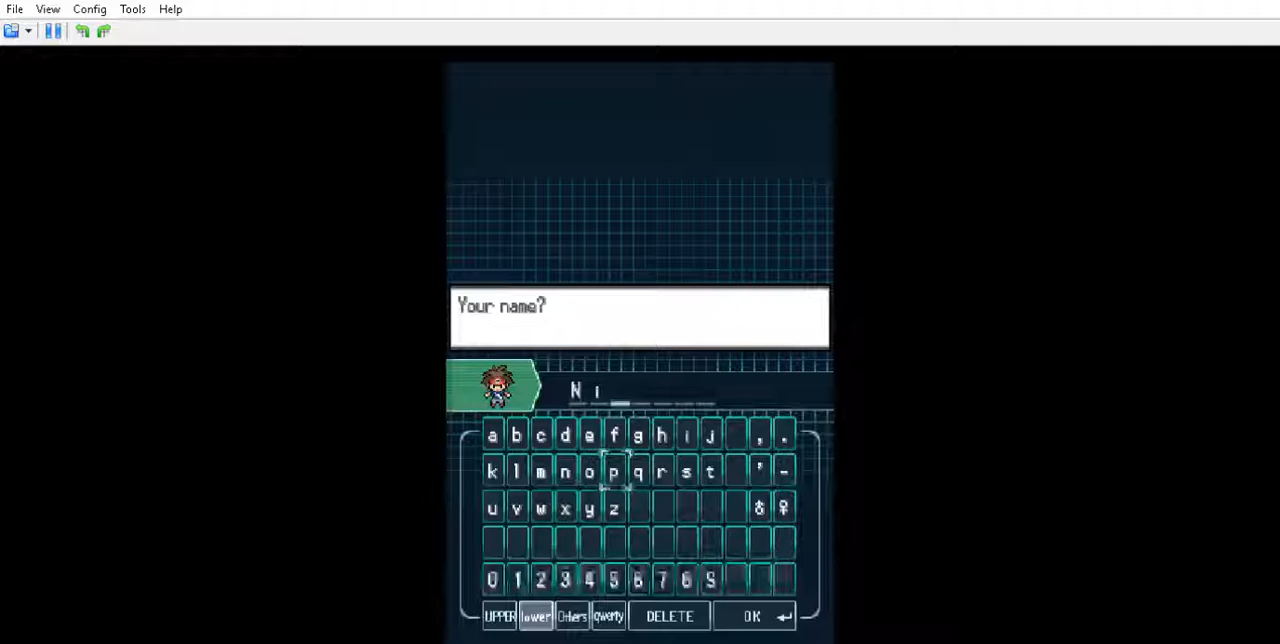 File View Config Tools Help
Your name?
N i
a b c d e f g h i j , .
k l m n o p q r s t ' -
u v w x y z ♂ ♀
0 1 2 3 4 5 6 7 8 9
UPPER lower Others qwerty DELETE OK